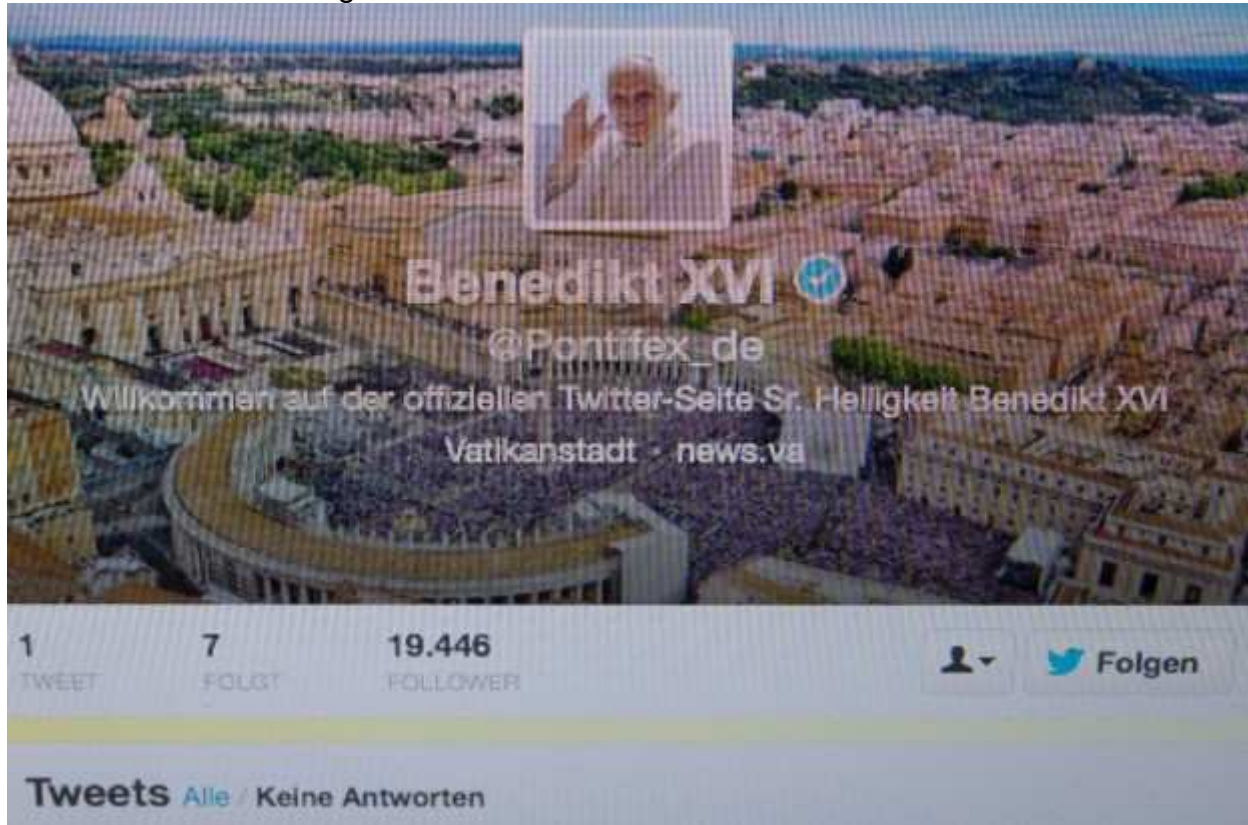 Benedikt XVI
@Pontifex_de
Willkommen auf der offiziellen Twitter-Seite Sr. Heiligkeit Benedikt XVI
Vatikanstadt · news.va
1 7 19.446
TWEET FOLGT FOLLOWER
Folgen
Tweets Alle / Keine Antworten